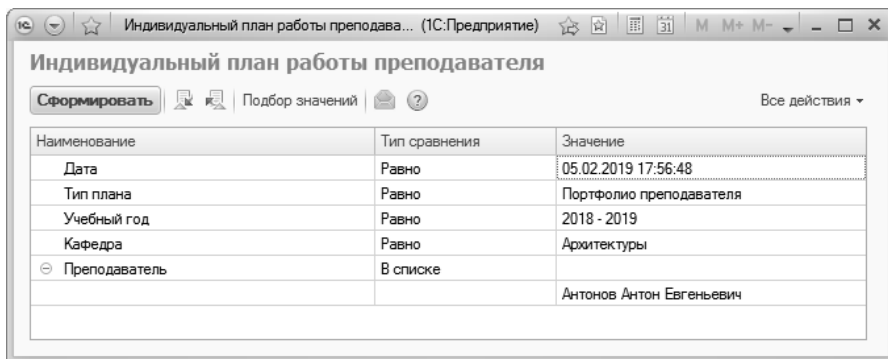 1С Индивидуальный план работы преподава... (1С:Предприятие) 31 M M+ M-
Индивидуальный план работы преподавателя
Сформировать Подбор значений ? Все действия
Наименование Тип сравнения Значение
Дата Равно 05.02.2019 17:56:48
Тип плана Равно Портфолио преподавателя
Учебный год Равно 2018 - 2019
Кафедра Равно Архитектуры
Преподаватель В списке
Антонов Антон Евгеньевич